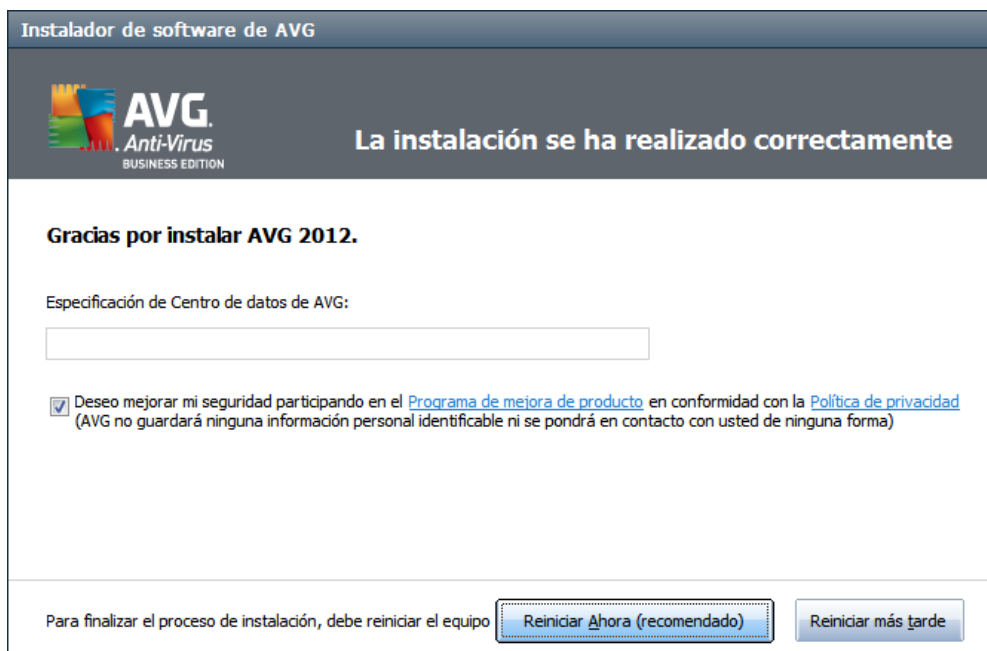 Instalador de software de AVG
AVG.
Anti-Virus
BUSINESS EDITION
La instalación se ha realizado correctamente
Gracias por instalar AVG 2012.
Especificación de Centro de datos de AVG:
Deseo mejorar mi seguridad participando en el Programa de mejora de producto en conformidad con la Política de privacidad
(AVG no guardará ninguna información personal identificable ni se pondrá en contacto con usted de ninguna forma)
Para finalizar el proceso de instalación, debe reiniciar el equipo
Reiniciar Ahora (recomendado)
Reiniciar más tarde